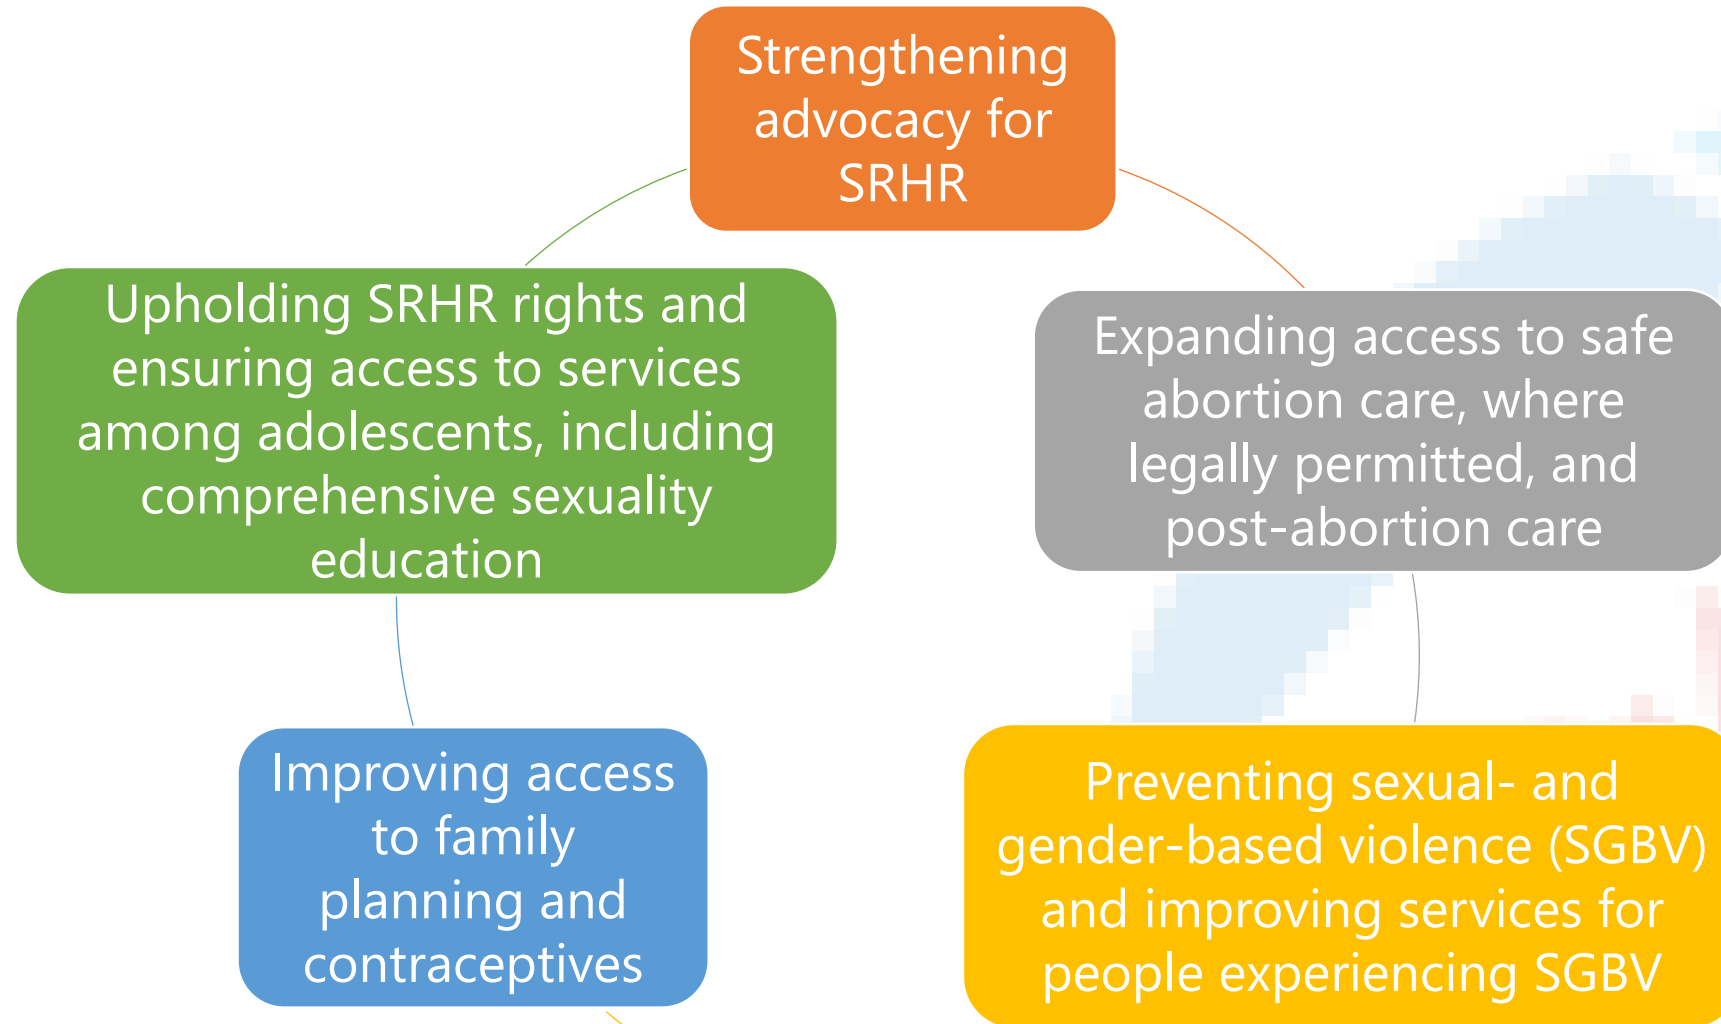 Strengthening
advocacy for
SRHR
Upholding SRHR rights and
ensuring access to services
among adolescents, including
comprehensive sexuality
education
Expanding access to safe
abortion care, where
legally permitted, and
post-abortion care
Improving access
to family
planning and
contraceptives
Preventing sexual- and
gender-based violence (SGBV)
and improving services for
people experiencing SGBV